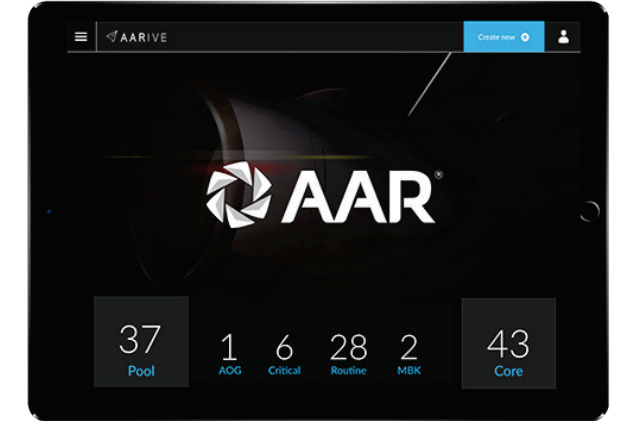 AARIVE
Create new
AAR®
37
Pool
1
AOG
6
Critical
28
Routine
2
MBK
43
Core